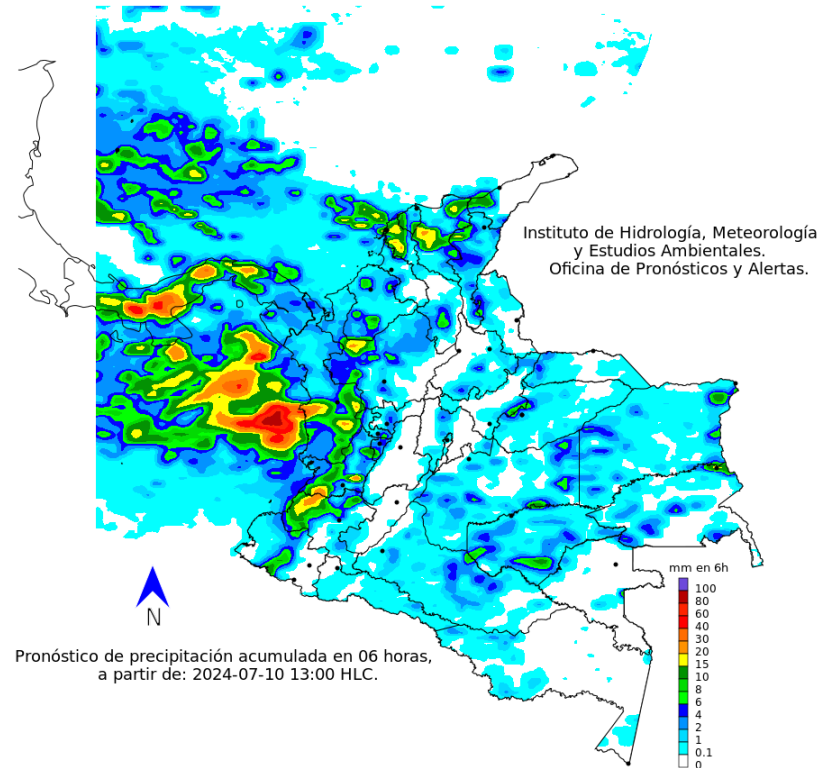 Instituto de Hidrología, Meteorología
y Estudios Ambientales.
Oficina de Pronósticos y Alertas.
mm en 6h
100
80
60
40
30
20
15
10
8
6
4
2
1
0.1
0
N
Pronóstico de precipitación acumulada en 06 horas,
a partir de: 2024-07-10 13:00 HLC.